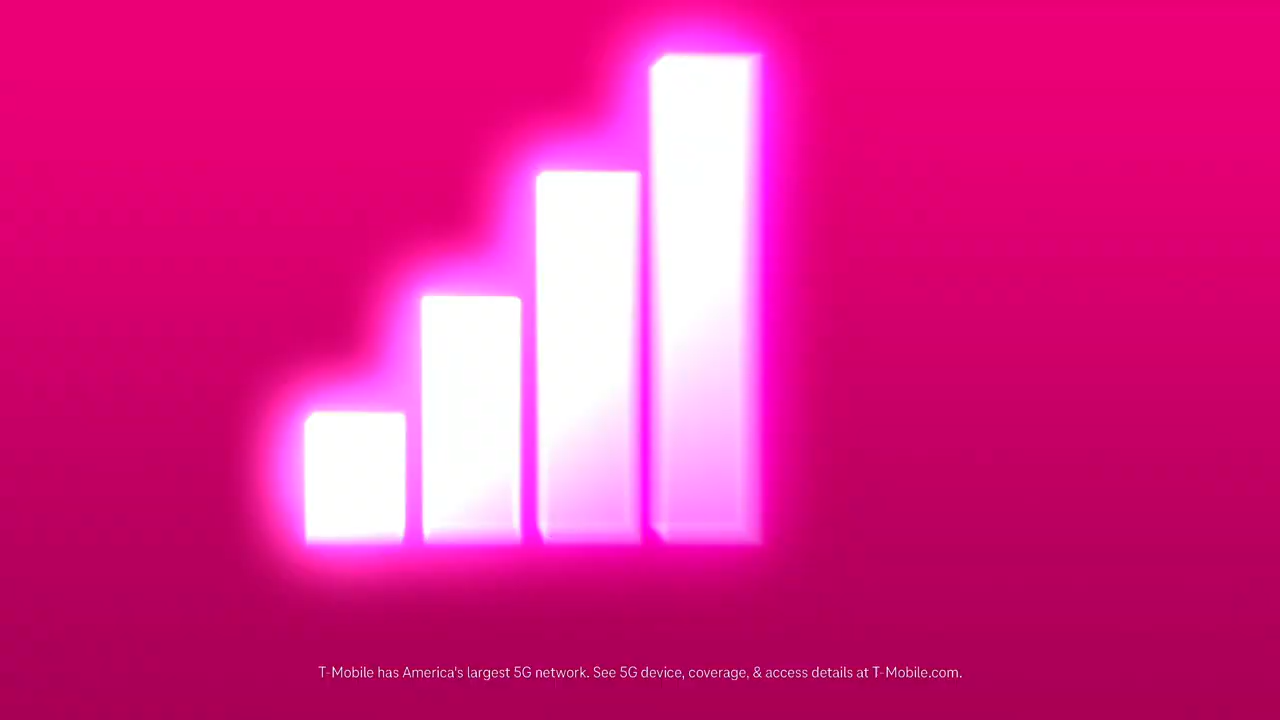 T-Mobile has America's largest 5G network. See 5G device, coverage, & access details at T-Mobile.com.